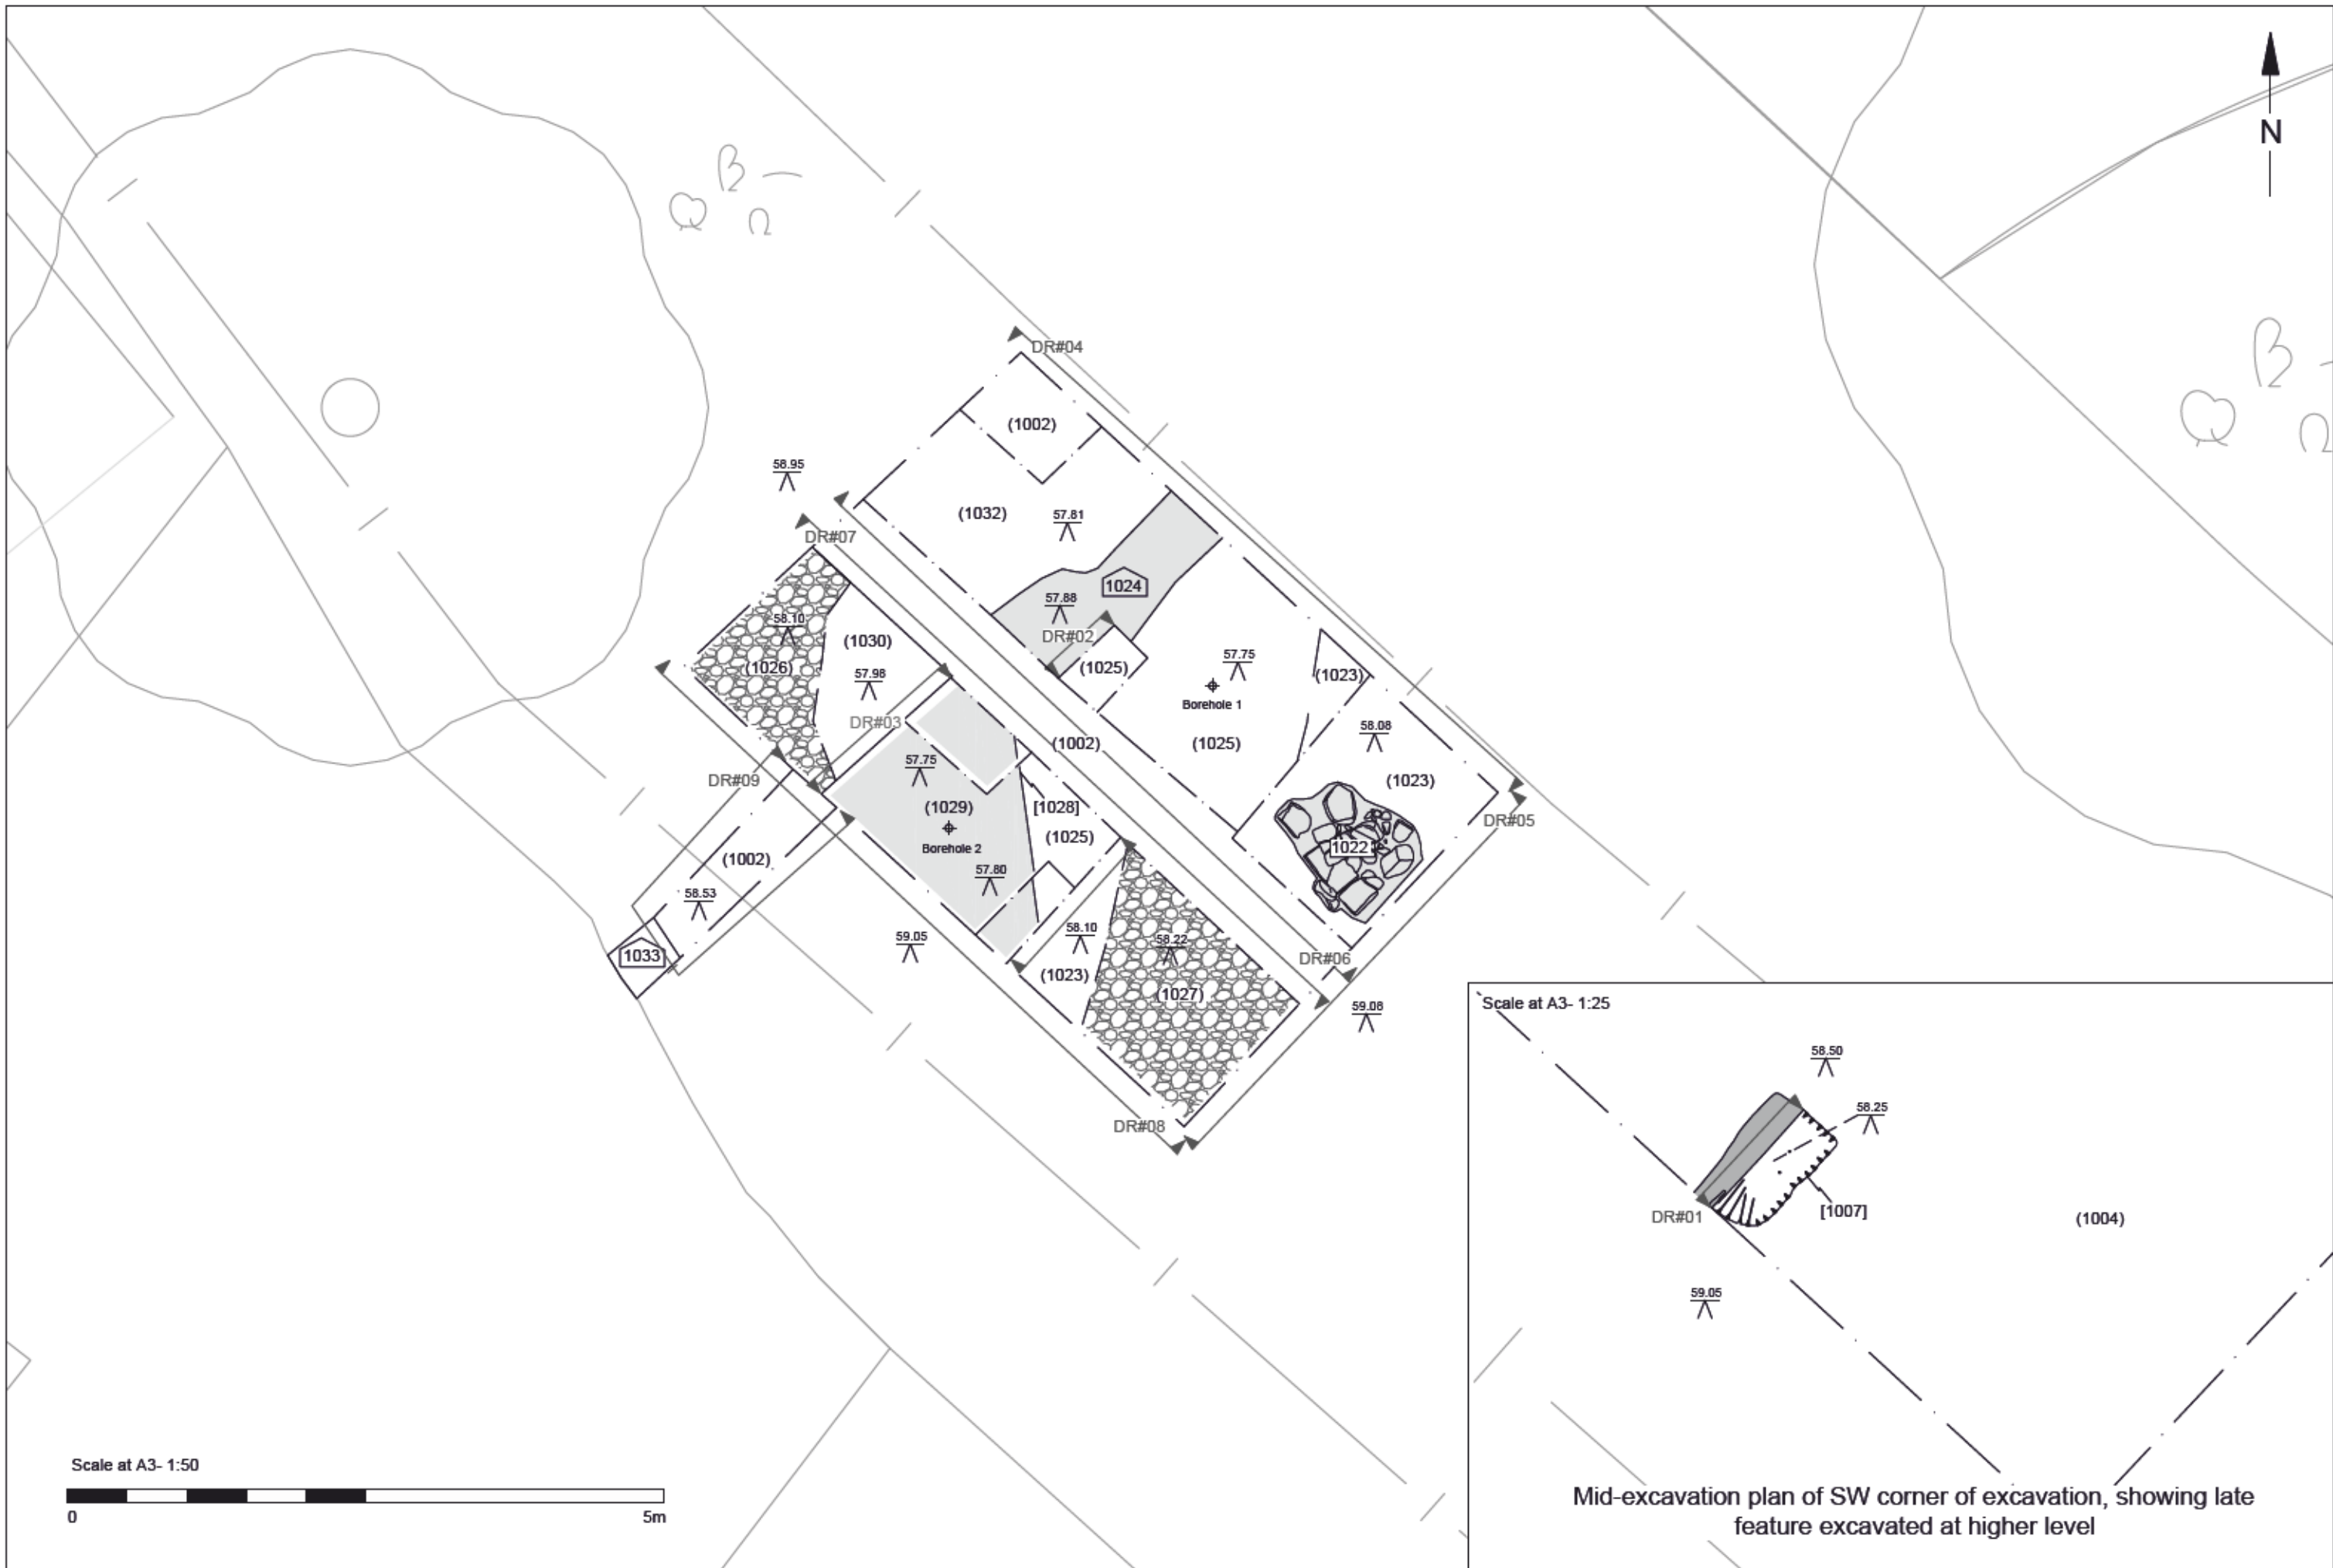 N
DR#04
(1002)
58.95
(1032)
57.81
DR#07
1024
57.88
DR#02
58.10
(1030)
(1026)
57.98
(1025)
57.75
(1023)
Borehole 1
DR#03
58.08
(1002)
(1025)
57.75
DR#09
(1023)
(1029)
[1028]
DR#05
(1025)
Borehole 2
1022
(1002)
57.80
58.53
59.05
58.10
58.22
1033
DR#06
(1023)
(1027)
59.08
DR#08
Scale at A3- 1:25
58.50
58.25
[1007]
DR#01
(1004)
59.05
Mid-excavation plan of SW corner of excavation, showing late
feature excavated at higher level
Scale at A3- 1:50
0
5m